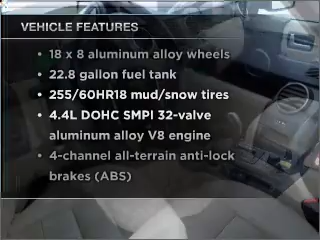 VEHICLE FEATURES
• 18 x 8 aluminum alloy wheels
• 22.8 gallon fuel tank
• 255/60HR18 mud/snow tires
• 4.4L DOHC SMPI 32-valve
aluminum alloy V8 engine
• 4-channel all-terrain anti-lock
brakes (ABS)